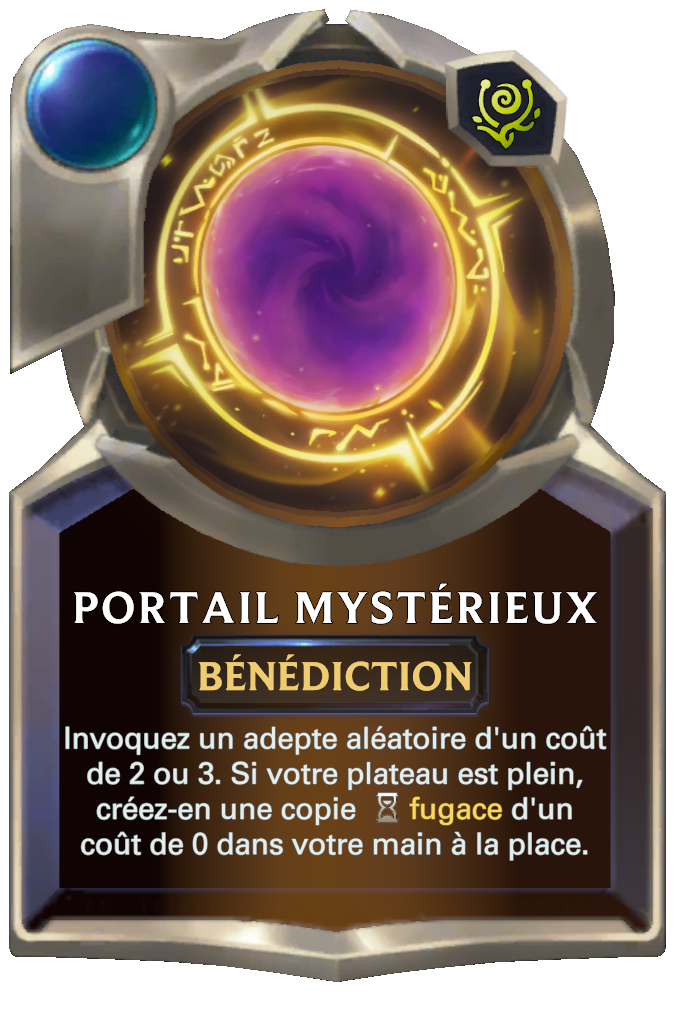 PORTAIL MYSTÉRIEUX
BÉNÉDICTION
Invoquez un adepte aléatoire d'un coût
de 2 ou 3. Si votre plateau est plein,
créez-en une copie fugace d'un
coût de 0 dans votre main à la place.